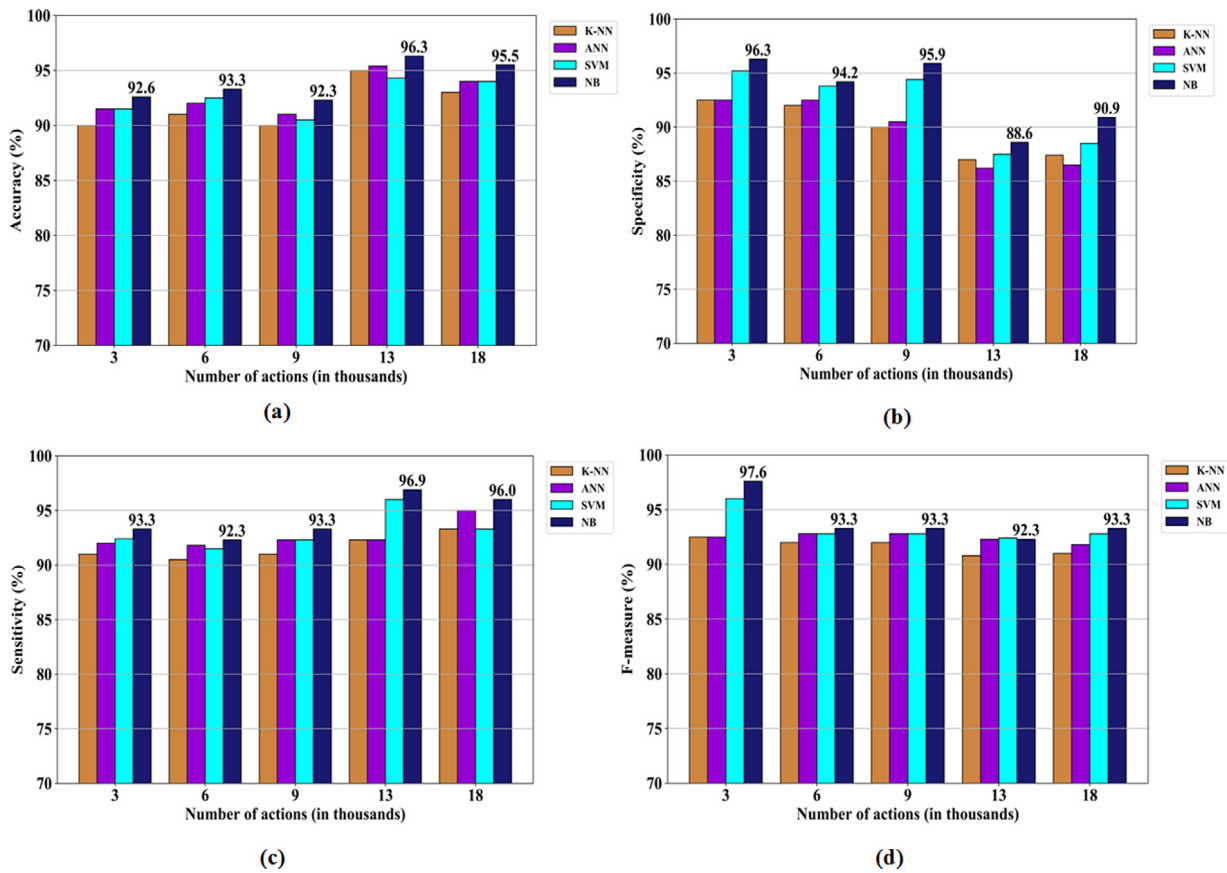 100
95
90
85
80
75
70
Accuracy (%)
92.6
93.3
92.3
96.3
95.5
3
6
9
13
18
Number of actions (in thousands)
K-NN
ANN
SVM
NB
(a)
100
95
90
85
80
75
70
Specificity (%)
96.3
94.2
95.9
88.6
90.9
3
6
9
13
18
Number of actions (in thousands)
K-NN
ANN
SVM
NB
(b)
100
95
90
85
80
75
70
Sensitivity (%)
93.3
92.3
93.3
96.9
96.0
3
6
9
13
18
Number of actions (in thousands)
K-NN
ANN
SVM
NB
(c)
100
95
90
85
80
75
70
F-measure (%)
97.6
93.3
93.3
92.3
93.3
3
6
9
13
18
Number of actions (in thousands)
K-NN
ANN
SVM
NB
(d)